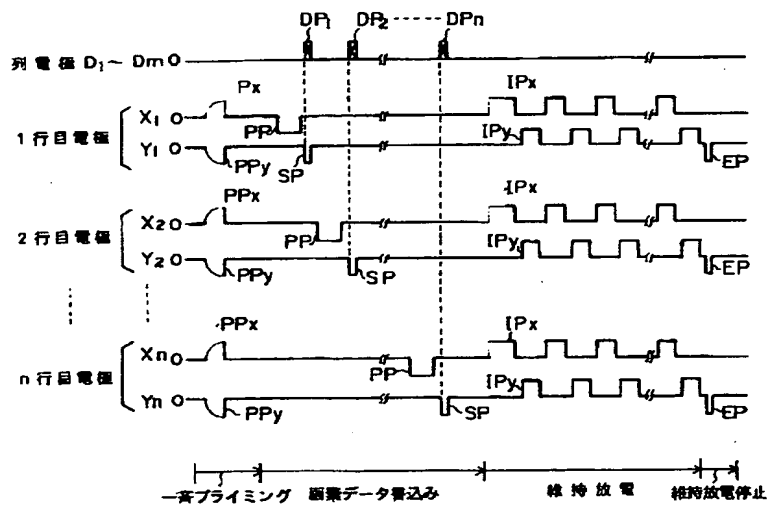 DP1 DP2 ------ DPn
列電極 D1～Dm 0
Px IPx
X1 0
1行目電極
PP IPy
Y1 0
PPy SP EP
PPx IPx
X2 0
2行目電極
PP IPy
Y2 0
PPy SP EP
PPx IPx
Xn 0
n行目電極
PP IPy
Yn 0
PPy SP EP
一斉プライミング 画素データ書込み 維持放電 維持放電停止